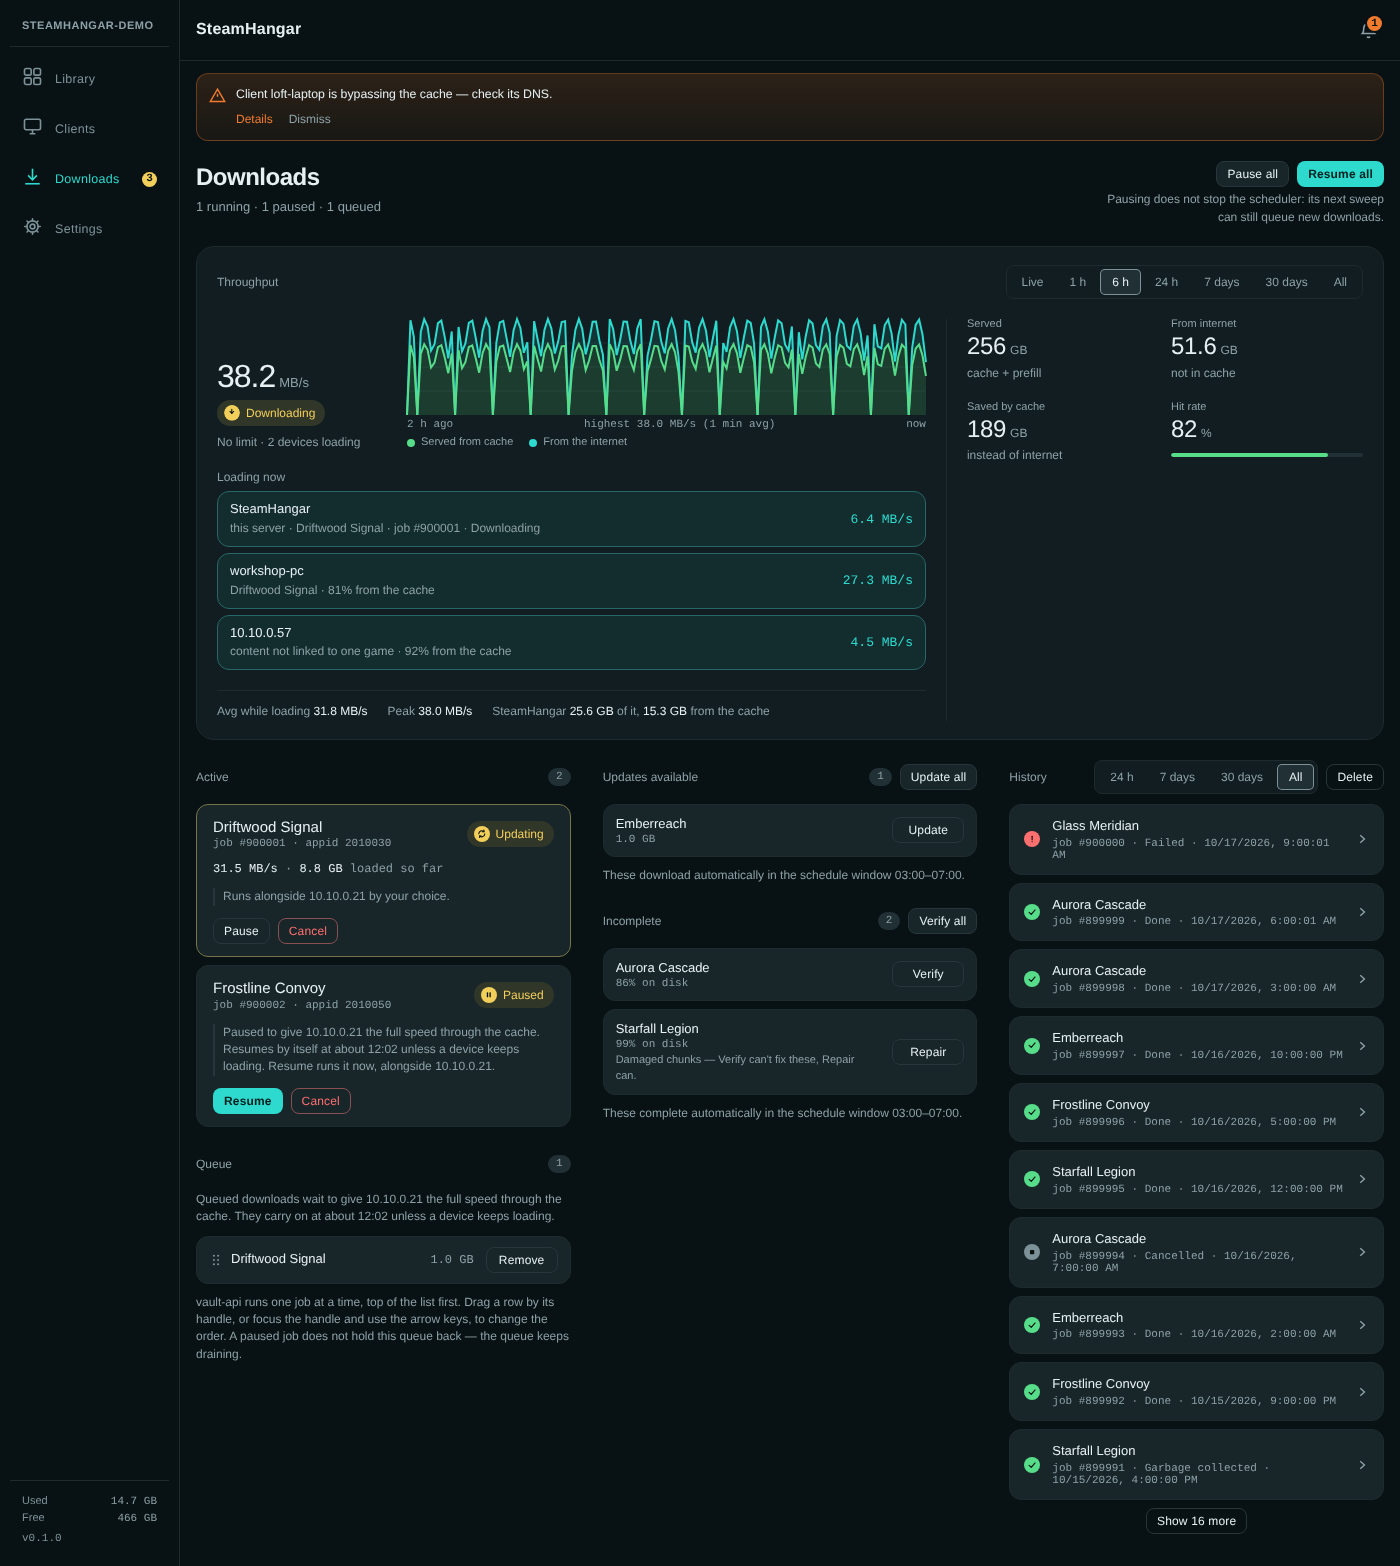 STEAMHANGAR-DEMO
Library
Clients
Downloads 3
Settings
Used 14.7 GB
Free 466 GB
v0.1.0
SteamHangar
1
Client loft-laptop is bypassing the cache — check its DNS.
Details Dismiss
Downloads
1 running · 1 paused · 1 queued
Pause all Resume all
Pausing does not stop the scheduler: its next sweep
can still queue new downloads.
Throughput
Live 1 h 6 h 24 h 7 days 30 days All
38.2 MB/s
Downloading
No limit · 2 devices loading
2 h ago highest 38.0 MB/s (1 min avg) now
Served from cache From the internet
Served
256 GB
cache + prefill
From internet
51.6 GB
not in cache
Saved by cache
189 GB
instead of internet
Hit rate
82 %
Loading now
SteamHangar
this server · Driftwood Signal · job #900001 · Downloading
6.4 MB/s
workshop-pc
Driftwood Signal · 81% from the cache
27.3 MB/s
10.10.0.57
content not linked to one game · 92% from the cache
4.5 MB/s
Avg while loading 31.8 MB/s Peak 38.0 MB/s SteamHangar 25.6 GB of it, 15.3 GB from the cache
Active 2
Driftwood Signal
job #900001 · appid 2010030
Updating
31.5 MB/s · 8.8 GB loaded so far
Runs alongside 10.10.0.21 by your choice.
Pause Cancel
Frostline Convoy
job #900002 · appid 2010050
Paused
Paused to give 10.10.0.21 the full speed through the cache.
Resumes by itself at about 12:02 unless a device keeps
loading. Resume runs it now, alongside 10.10.0.21.
Resume Cancel
Queue 1
Queued downloads wait to give 10.10.0.21 the full speed through the
cache. They carry on at about 12:02 unless a device keeps loading.
Driftwood Signal 1.0 GB Remove
vault-api runs one job at a time, top of the list first. Drag a row by its
handle, or focus the handle and use the arrow keys, to change the
order. A paused job does not hold this queue back — the queue keeps
draining.
Updates available 1 Update all
Emberreach
1.0 GB
Update
These download automatically in the schedule window 03:00–07:00.
Incomplete 2 Verify all
Aurora Cascade
86% on disk
Verify
Starfall Legion
99% on disk
Damaged chunks — Verify can't fix these, Repair
can.
Repair
These complete automatically in the schedule window 03:00–07:00.
History 24 h 7 days 30 days All Delete
Glass Meridian
job #900000 · Failed · 10/17/2026, 9:00:01
AM
Aurora Cascade
job #899999 · Done · 10/17/2026, 6:00:01 AM
Aurora Cascade
job #899998 · Done · 10/17/2026, 3:00:00 AM
Emberreach
job #899997 · Done · 10/16/2026, 10:00:00 PM
Frostline Convoy
job #899996 · Done · 10/16/2026, 5:00:00 PM
Starfall Legion
job #899995 · Done · 10/16/2026, 12:00:00 PM
Aurora Cascade
job #899994 · Cancelled · 10/16/2026,
7:00:00 AM
Emberreach
job #899993 · Done · 10/16/2026, 2:00:00 AM
Frostline Convoy
job #899992 · Done · 10/15/2026, 9:00:00 PM
Starfall Legion
job #899991 · Garbage collected ·
10/15/2026, 4:00:00 PM
Show 16 more